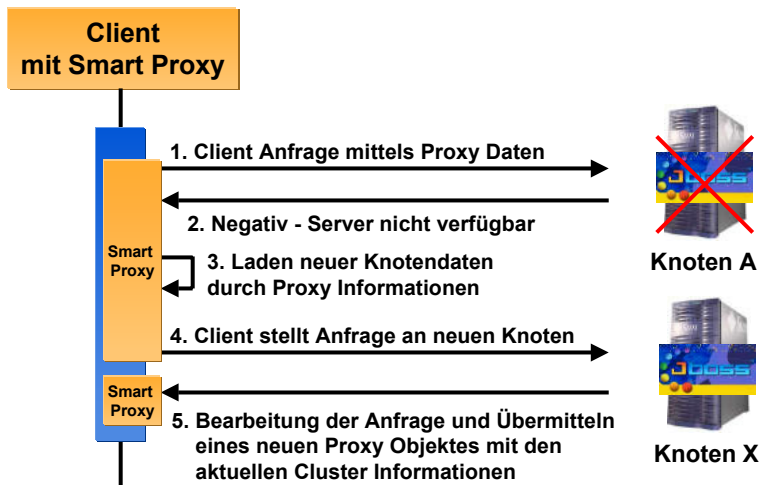 Client
mit Smart Proxy
1. Client Anfrage mittels Proxy Daten
JBoss
2. Negativ - Server nicht verfügbar
Knoten A
Smart
Proxy
3. Laden neuer Knotendaten
durch Proxy Informationen
4. Client stellt Anfrage an neuen Knoten
JBoss
Smart
Proxy
5. Bearbeitung der Anfrage und Übermitteln
eines neuen Proxy Objektes mit den
aktuellen Cluster Informationen
Knoten X